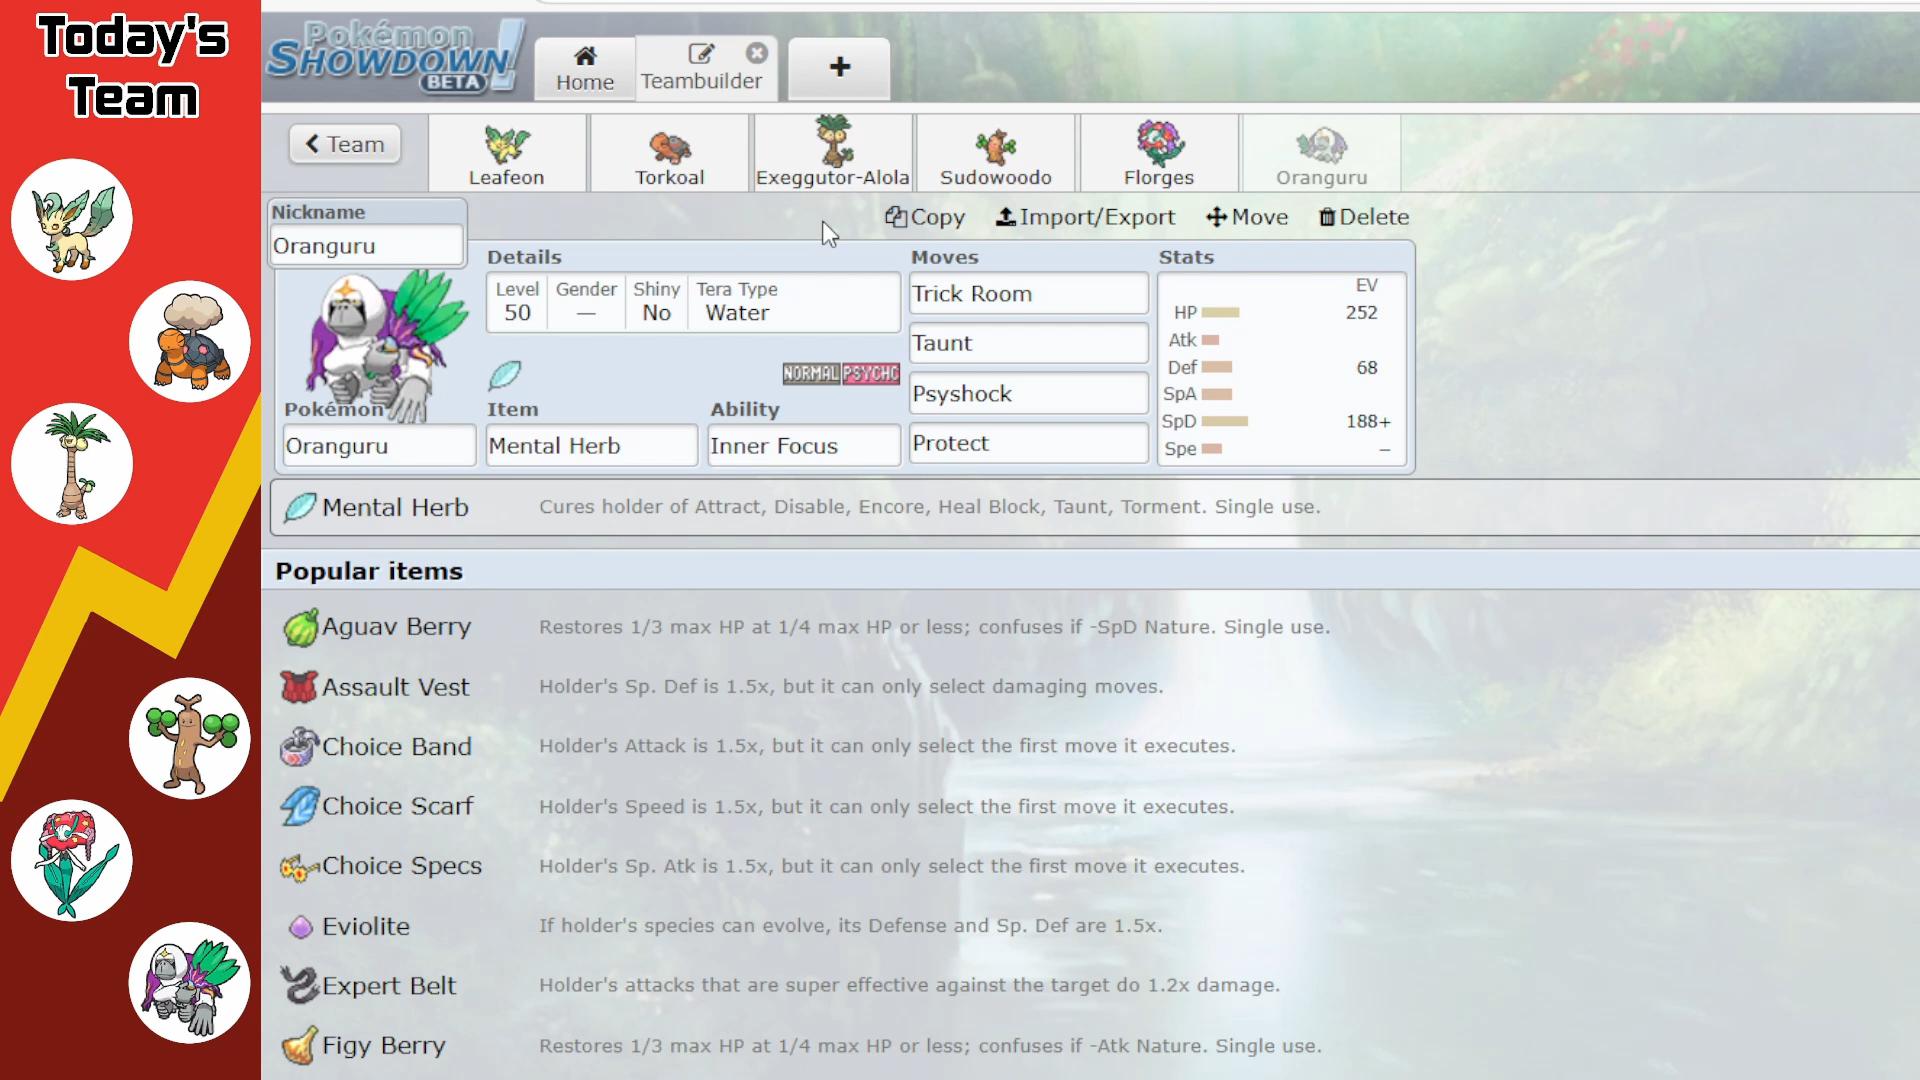 Today's
Team
Pokémon
SHOWDOWN!
BETA
Home
Teambuilder
+
Team
Leafeon
Torkoal
Exeggutor-Alola
Sudowoodo
Florges
Oranguru
Copy
Import/Export
Move
Delete
Nickname
Oranguru
Details
Level
Gender
Shiny
Tera Type
50
—
No
Water
NORMAL
PSYCHC
Pokémon
Oranguru
Item
Mental Herb
Ability
Inner Focus
Moves
Trick Room
Taunt
Psyshock
Protect
Stats
EV
HP 252
Atk
Def 68
SpA
SpD 188+
Spe –
Mental Herb Cures holder of Attract, Disable, Encore, Heal Block, Taunt, Torment. Single use.
Popular items
Aguav Berry Restores 1/3 max HP at 1/4 max HP or less; confuses if -SpD Nature. Single use.
Assault Vest Holder's Sp. Def is 1.5x, but it can only select damaging moves.
Choice Band Holder's Attack is 1.5x, but it can only select the first move it executes.
Choice Scarf Holder's Speed is 1.5x, but it can only select the first move it executes.
Choice Specs Holder's Sp. Atk is 1.5x, but it can only select the first move it executes.
Eviolite If holder's species can evolve, its Defense and Sp. Def are 1.5x.
Expert Belt Holder's attacks that are super effective against the target do 1.2x damage.
Figy Berry Restores 1/3 max HP at 1/4 max HP or less; confuses if -Atk Nature. Single use.